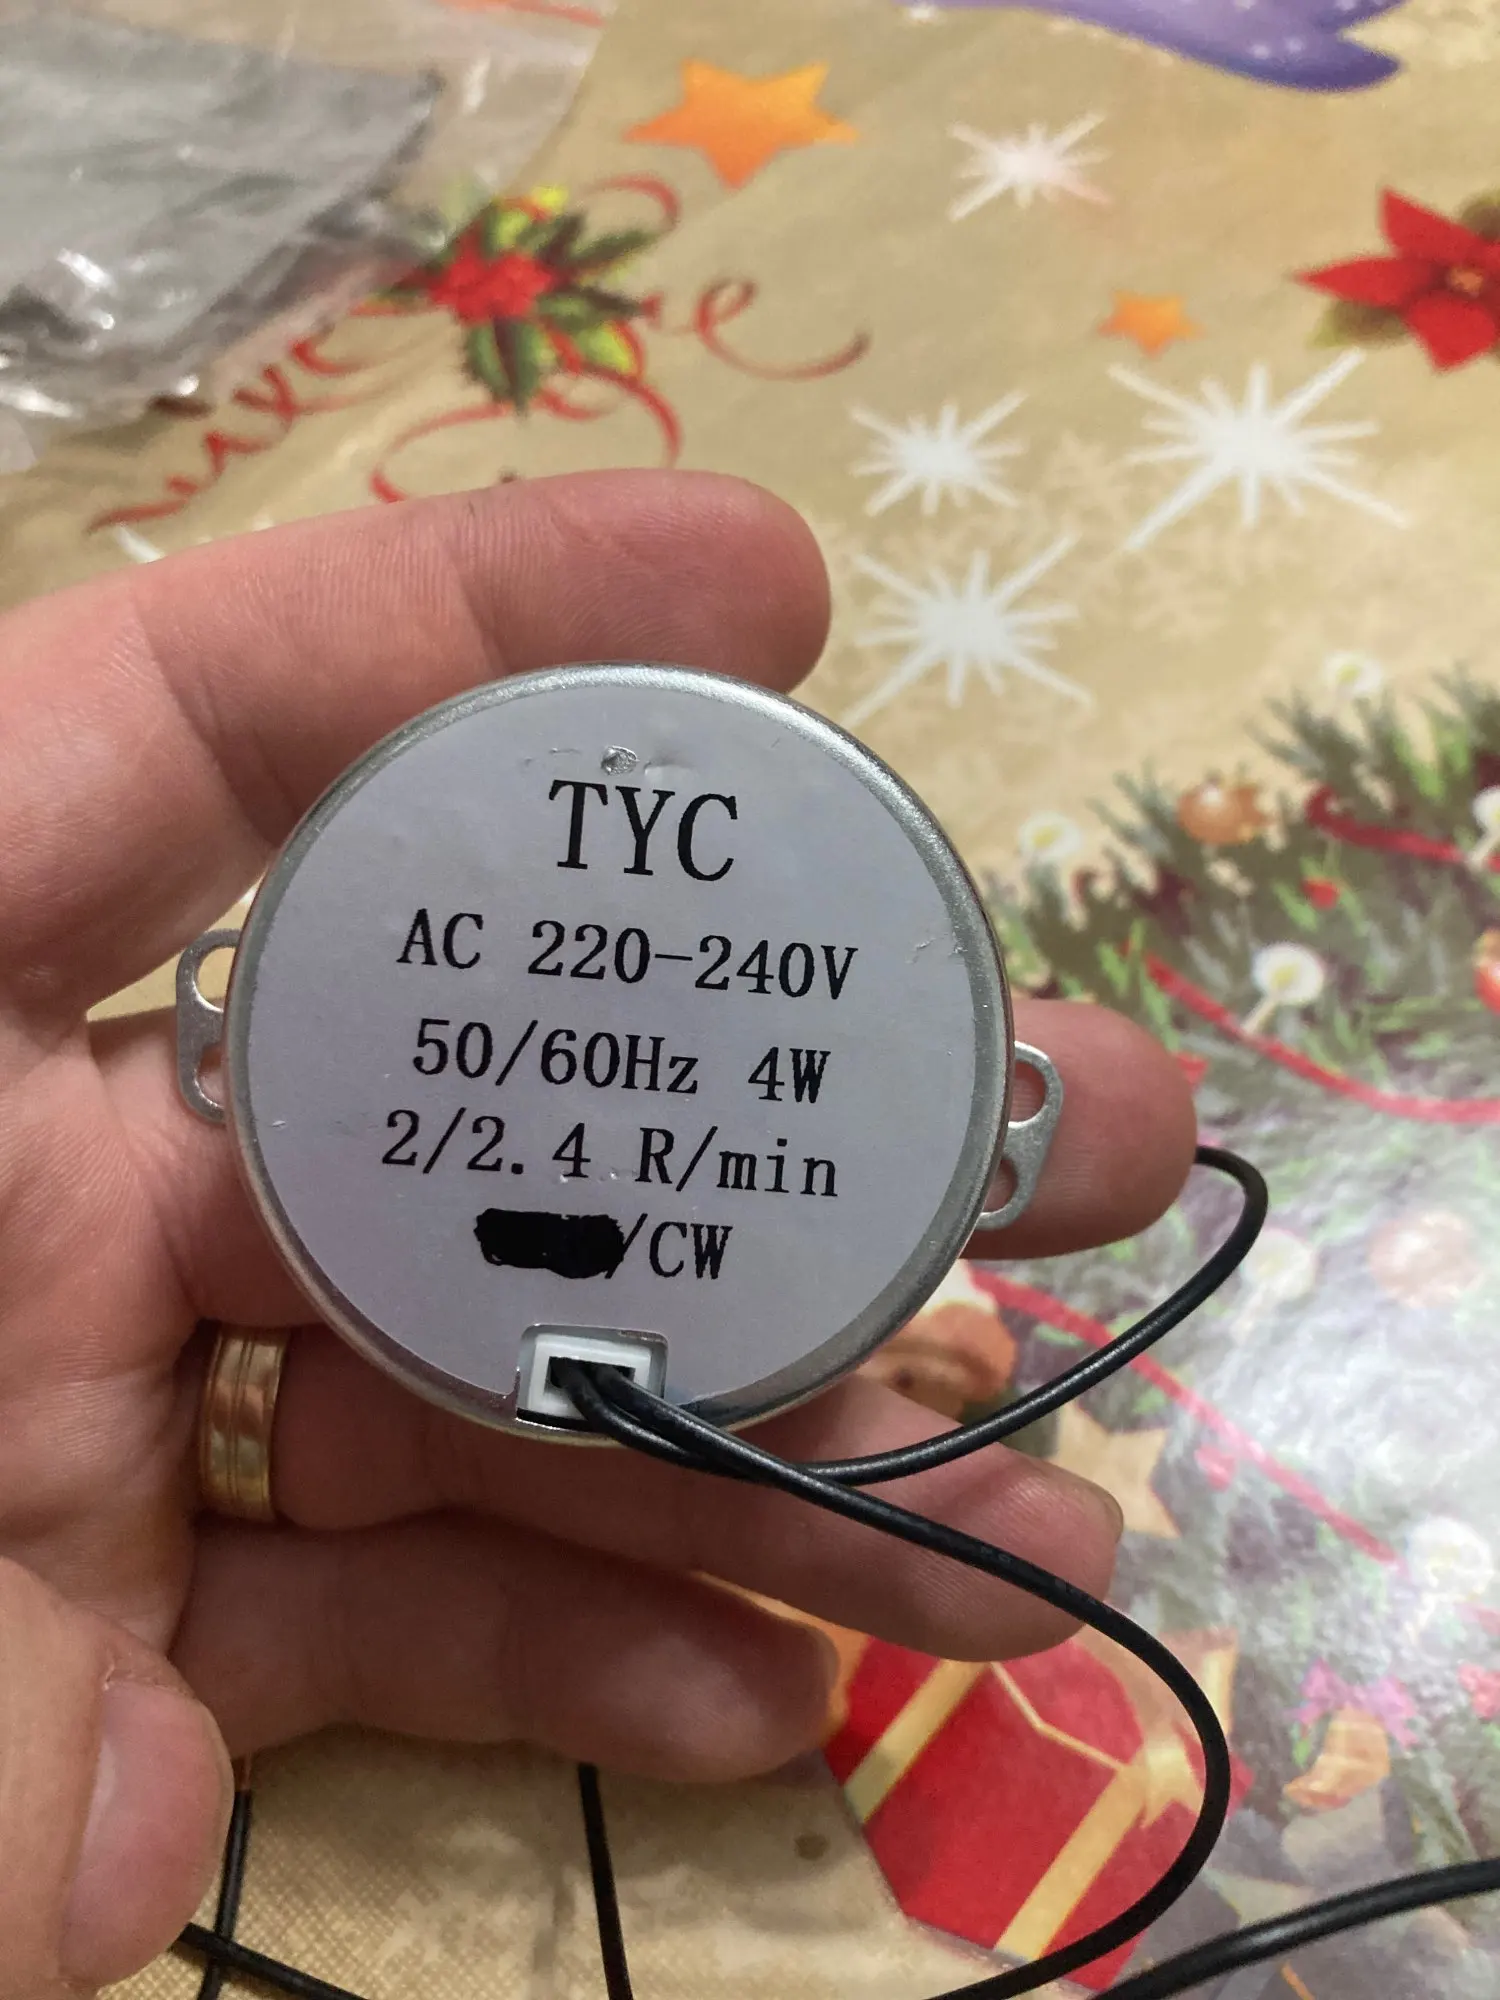 TYC
AC 220-240V
50/60Hz 4W
2/2.4 R/min
/CW